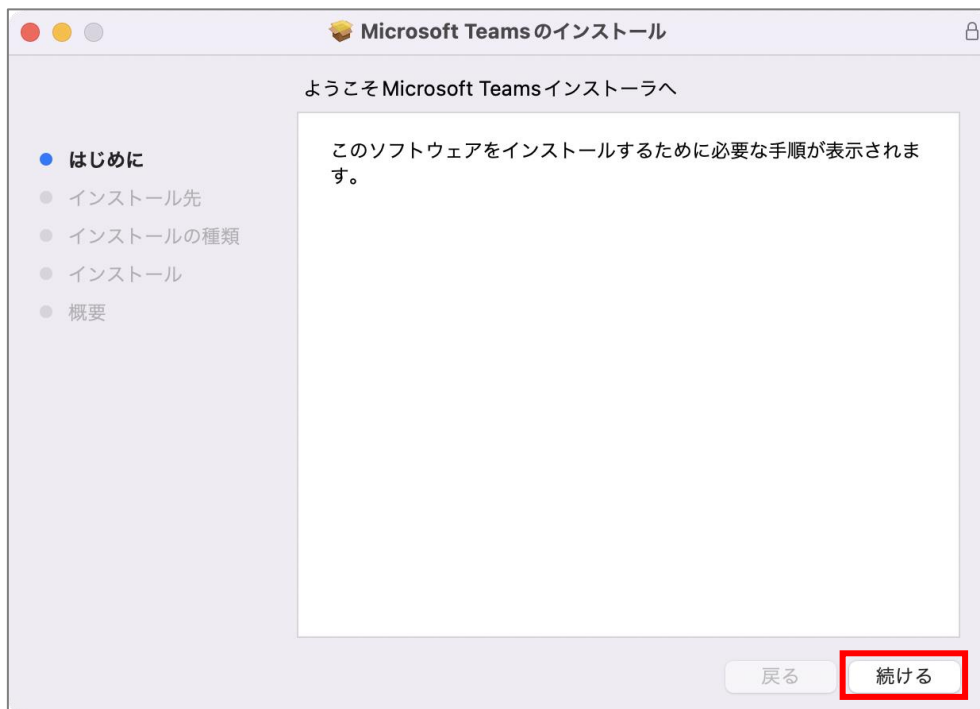 Microsoft Teamsのインストール
ようこそMicrosoft Teamsインストーラへ
はじめに
インストール先
インストールの種類
インストール
概要
このソフトウェアをインストールするために必要な手順が表示されま
す。
戻る
続ける